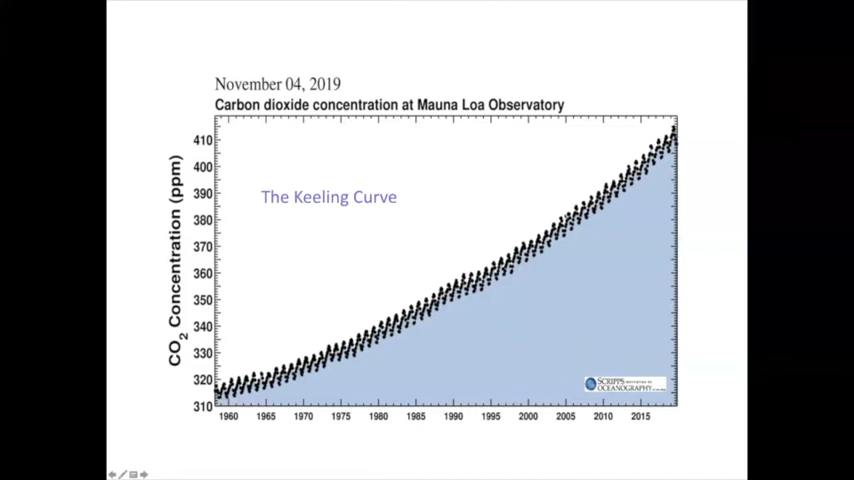 November 04, 2019
Carbon dioxide concentration at Mauna Loa Observatory
The Keeling Curve
CO2 Concentration (ppm)
410
400
390
380
370
360
350
340
330
320
310
1960 1965 1970 1975 1980 1985 1990 1995 2000 2005 2010 2015
SCRIPPS INSTITUTION OF
OCEANOGRAPHY